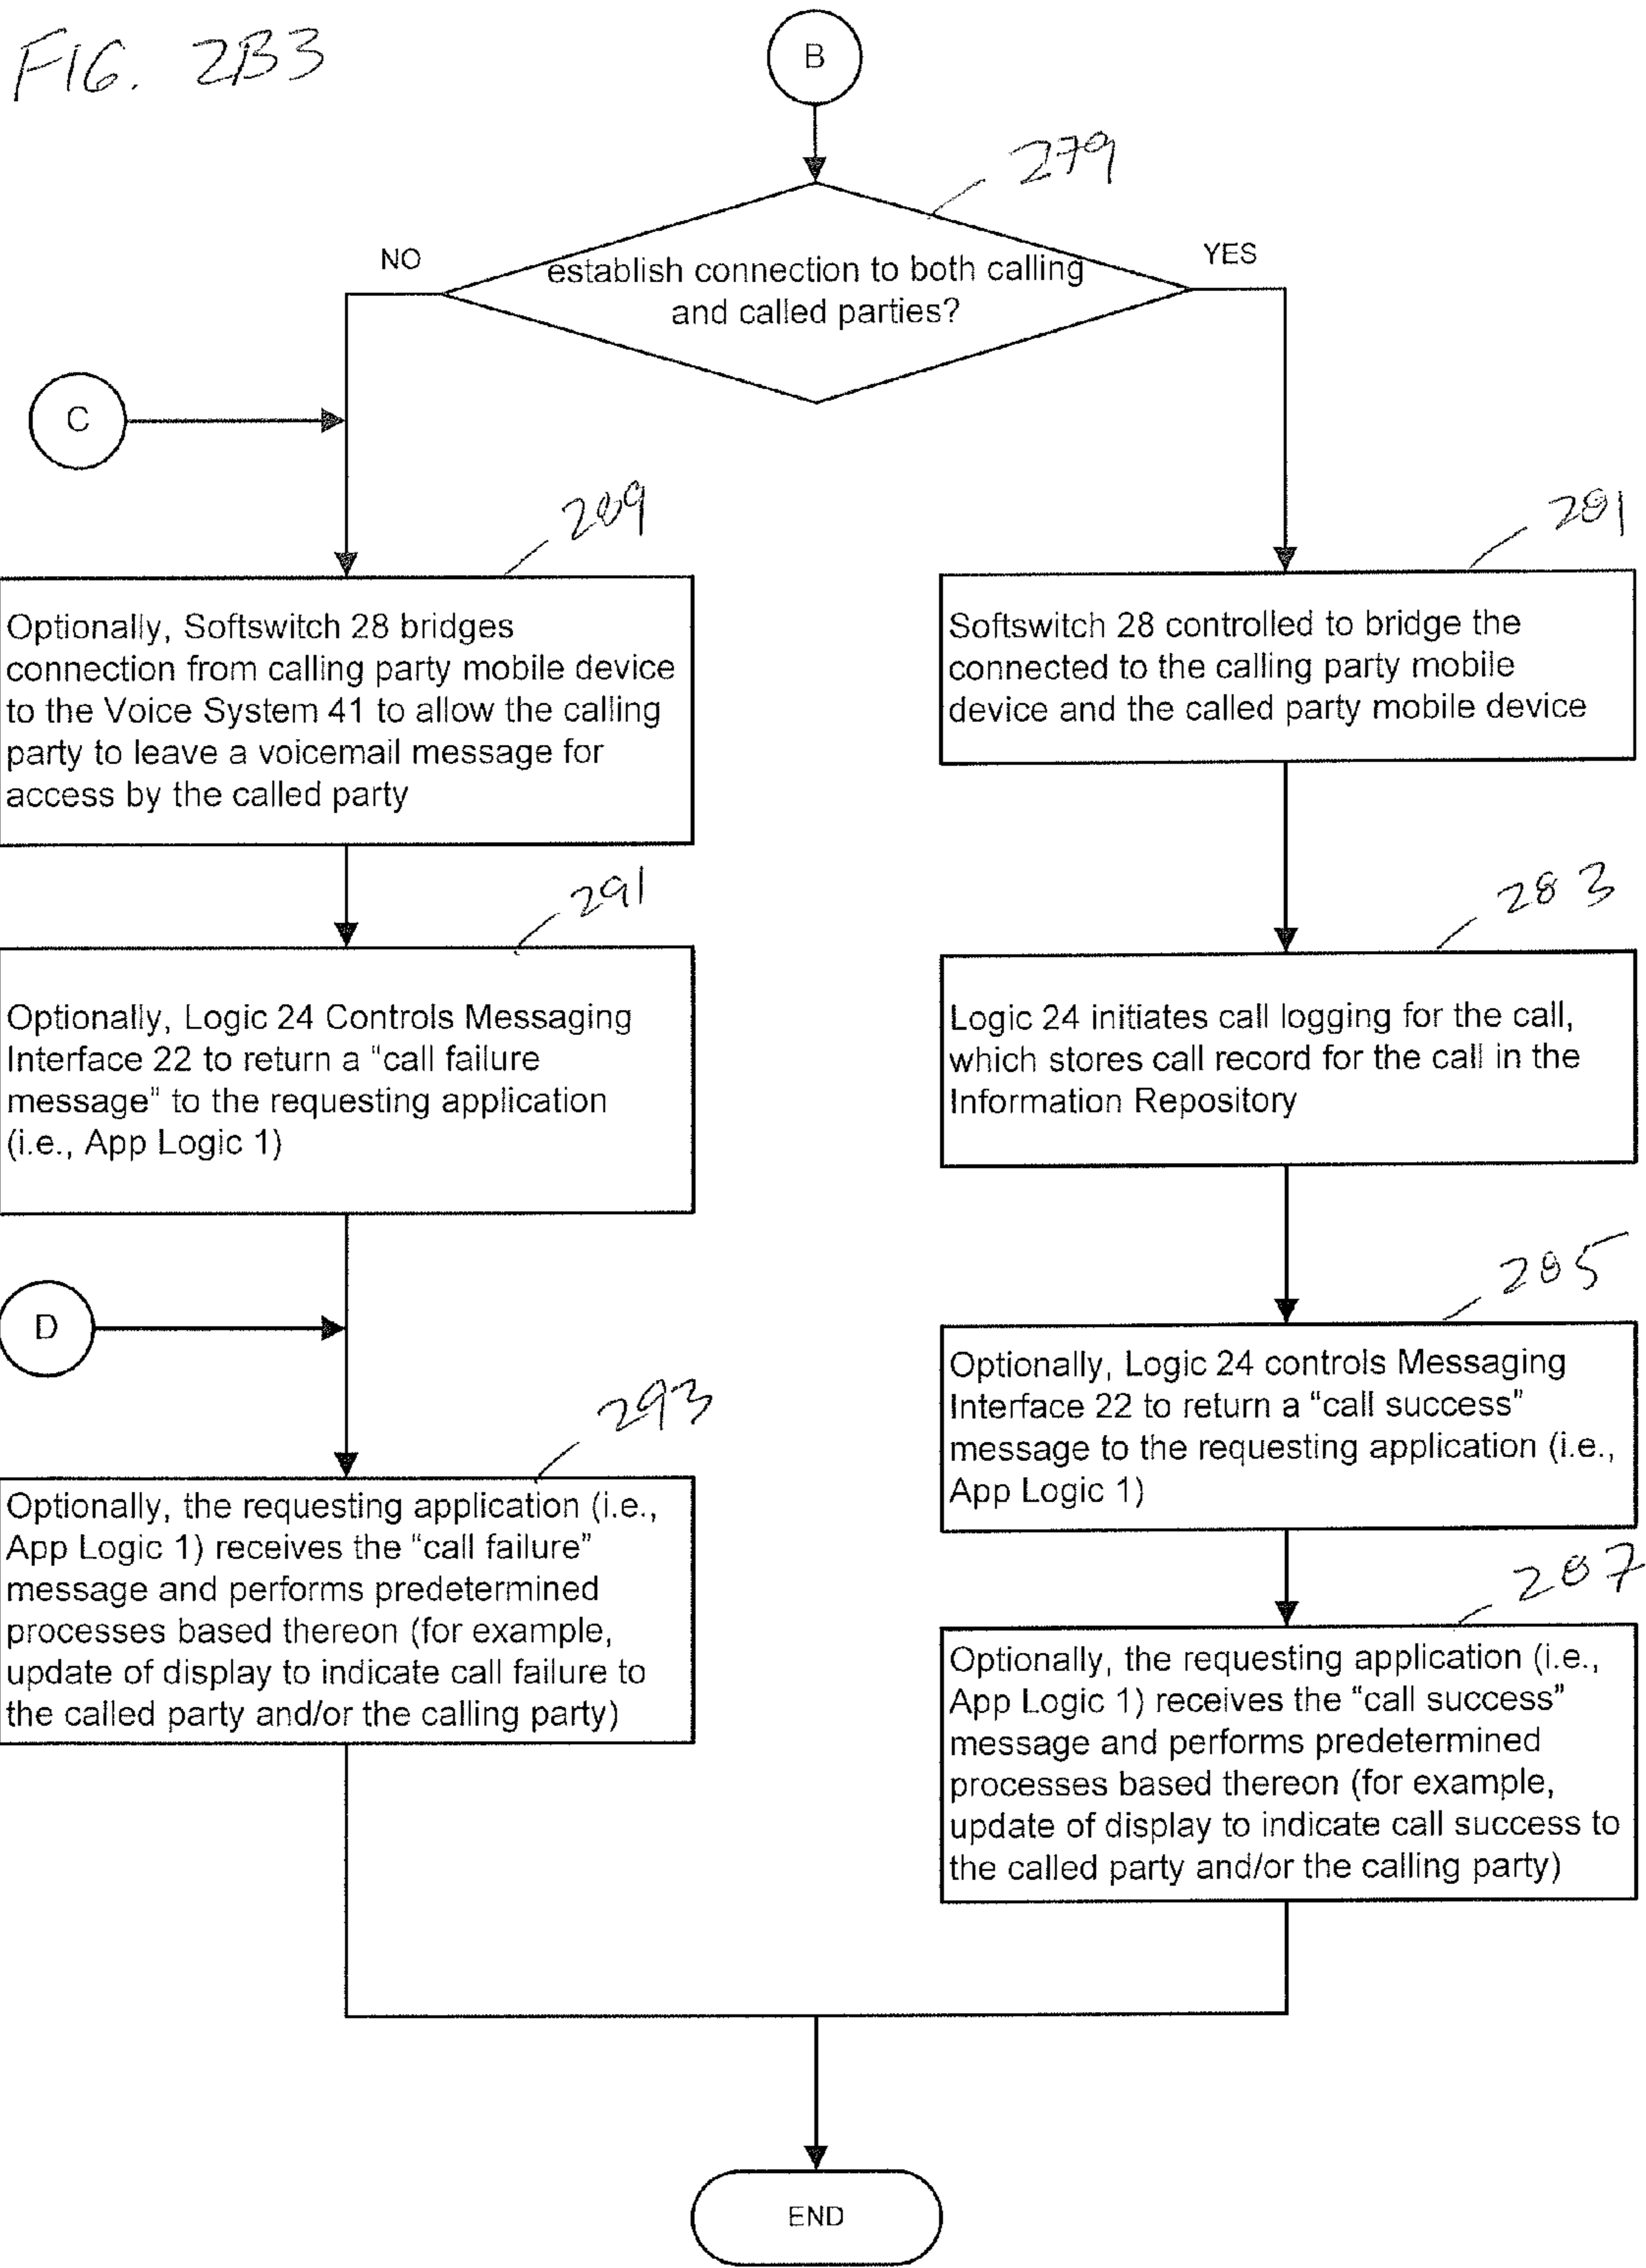 FIG. 2B3
B
279
NO
YES
establish connection to both calling
and called parties?
C
289
281
Optionally, Softswitch 28 bridges
connection from calling party mobile device
to the Voice System 41 to allow the calling
party to leave a voicemail message for
access by the called party
Softswitch 28 controlled to bridge the
connected to the calling party mobile
device and the called party mobile device
291
283
Optionally, Logic 24 Controls Messaging
Interface 22 to return a “call failure
message” to the requesting application
(i.e., App Logic 1)
Logic 24 initiates call logging for the call,
which stores call record for the call in the
Information Repository
D
285
293
Optionally, Logic 24 controls Messaging
Interface 22 to return a “call success”
message to the requesting application (i.e.,
App Logic 1)
Optionally, the requesting application (i.e.,
App Logic 1) receives the “call failure”
message and performs predetermined
processes based thereon (for example,
update of display to indicate call failure to
the called party and/or the calling party)
287
Optionally, the requesting application (i.e.,
App Logic 1) receives the “call success”
message and performs predetermined
processes based thereon (for example,
update of display to indicate call success to
the called party and/or the calling party)
END